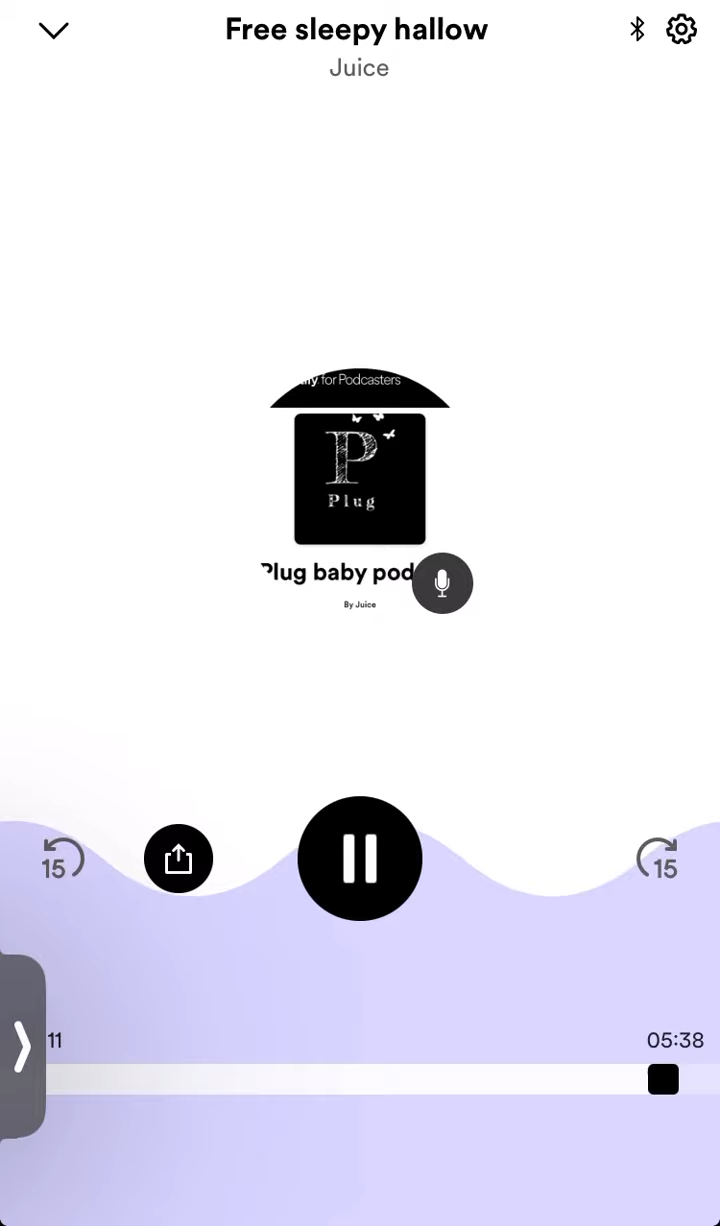 Free sleepy hallow
Juice
for Podcasters
P
Plug
Plug baby pod
By Juice
15
15
11
05:38